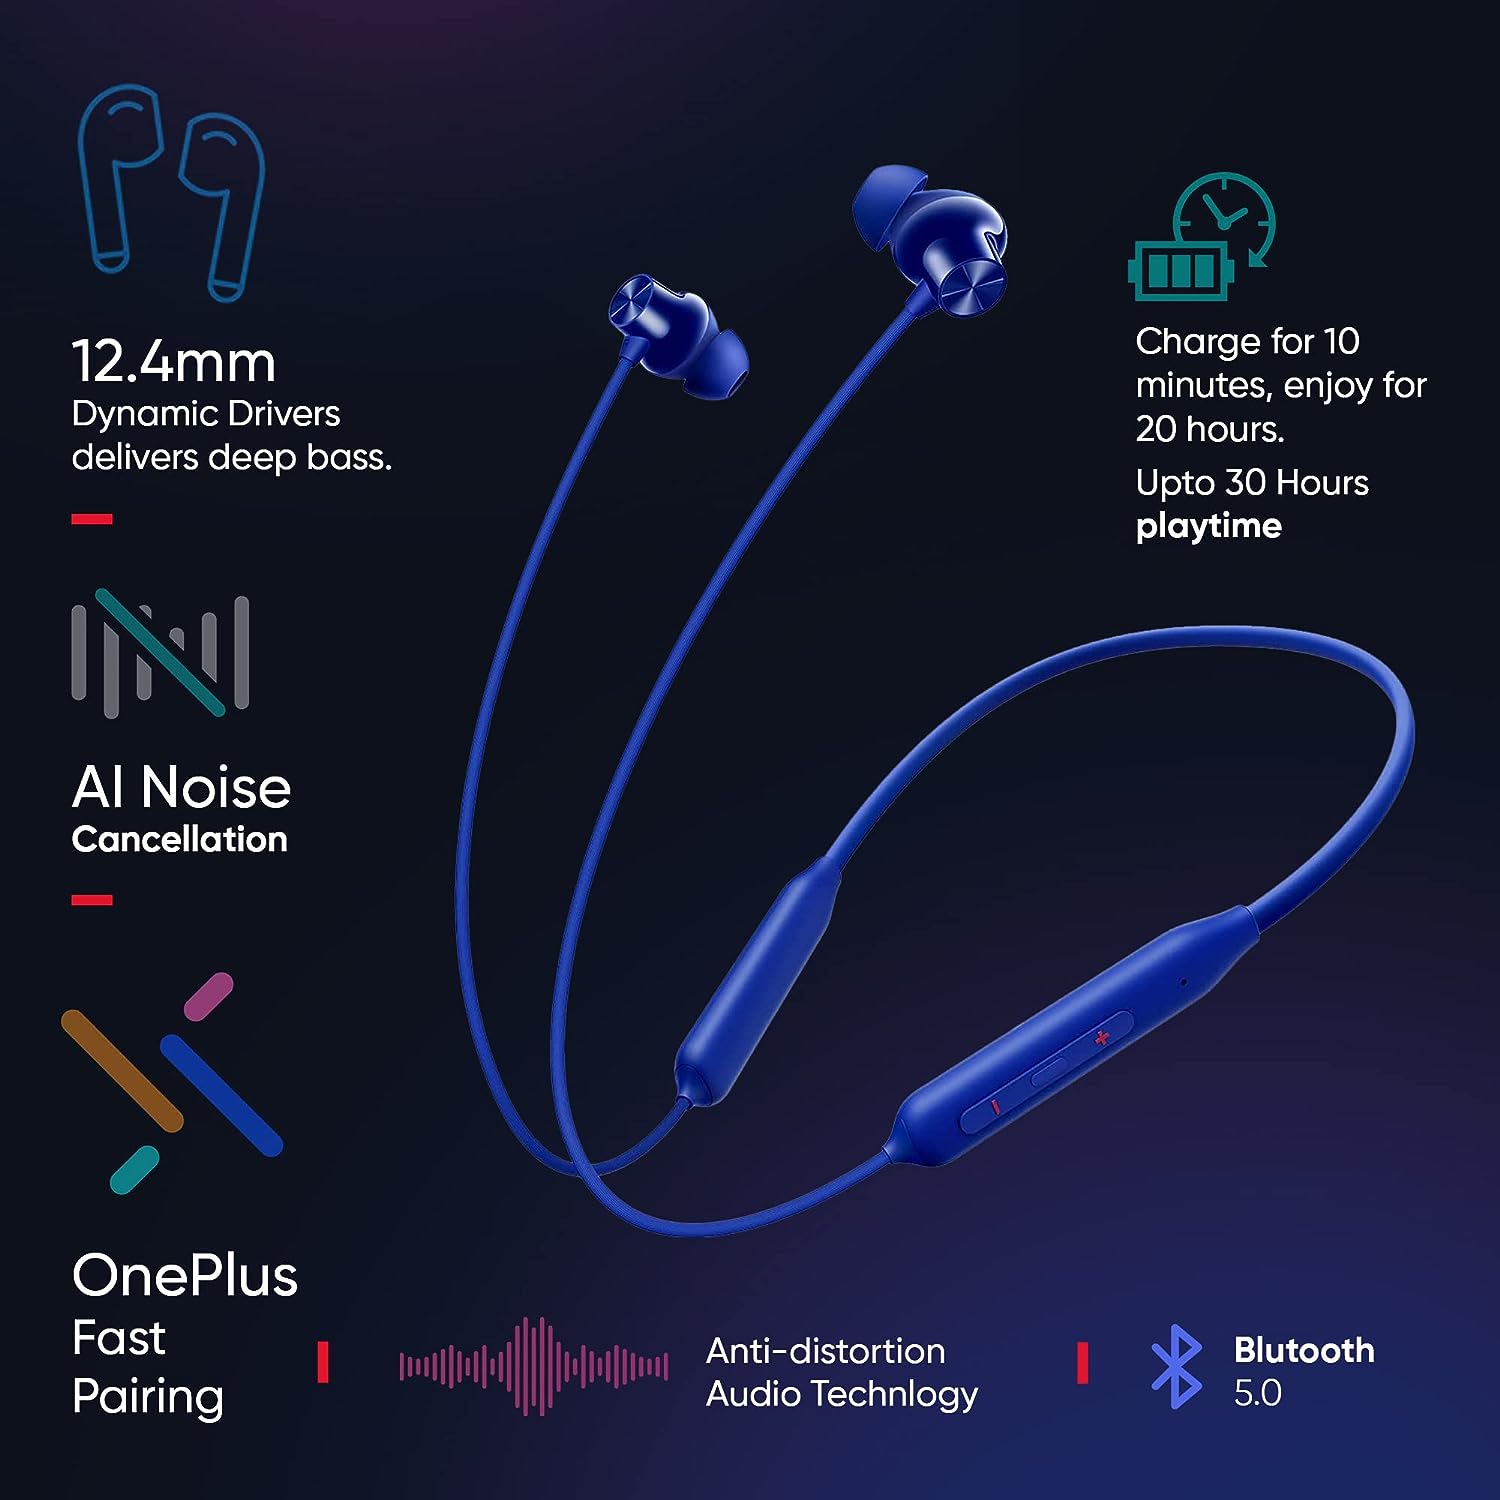 12.4mm
Dynamic Drivers
delivers deep bass.
AI Noise
Cancellation
OnePlus
Fast
Pairing
Charge for 10
minutes, enjoy for
20 hours.
Upto 30 Hours
playtime
Anti-distortion
Audio Technlogy
Blutooth
5.0